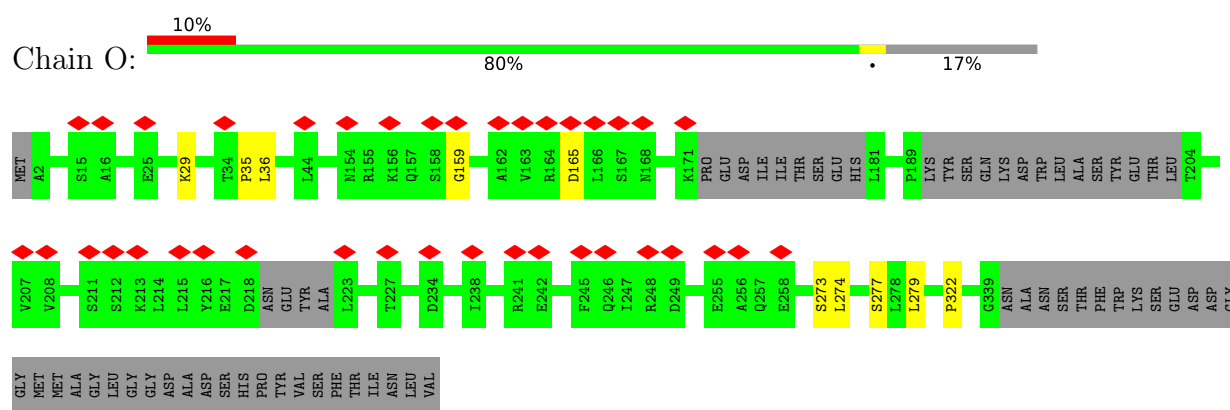 10%
Chain O:
80% • 17%
MET A2 S15 A16 E25 K29 T34 P35 L36 L44 N154 R155 K156 Q157 S158 G159 A162 V163 R164 D165 L166 S167 N168 K171 PRO GLU ASP ILE ILE THR SER GLU HIS L181 P189 LYS TYR SER GLN LYS ASP TRP LEU ALA SER TYR GLU THR LEU T204
V207 V208 S211 S212 K213 L214 L215 Y216 E217 D218 ASN GLU TYR ALA L223 T227 D234 I238 R241 E242 F245 Q246 I247 R248 D249 E255 A256 Q257 E258 S273 L274 S277 L278 L279 P322 G339 ASN ALA ASN SER THR PHE TRP LYS SER GLU ASP ASP GLY
GLY MET MET ALA GLY LEU GLY GLY ASP ALA ASP SER HIS PRO TYR VAL SER PHE THR ILE ASN LEU VAL